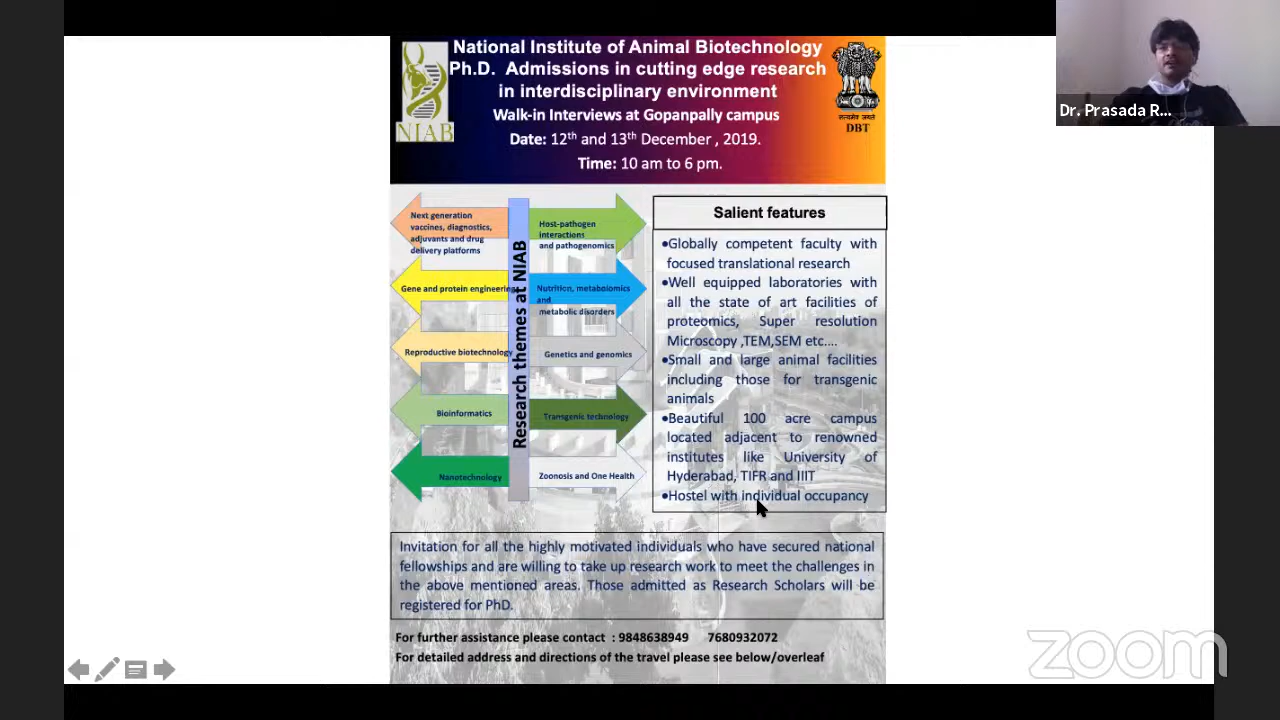 National Institute of Animal Biotechnology
Ph.D. Admissions in cutting edge research
in interdisciplinary environment
Walk-in Interviews at Gopanpally campus
Date: 12th and 13th December , 2019.
Time: 10 am to 6 pm.
NIAB
सत्यमेव जयते
DBT
Dr. Prasada R...
Next generation
vaccines, diagnostics,
adjuvants and drug
delivery platforms
Gene and protein engineering
Reproductive biotechnology
Bioinformatics
Nanotechnology
Research themes at NIAB
Host-pathogen
interactions
and pathogenomics
Nutrition, metabolomics
and
metabolic disorders
Genetics and genomics
Transgenic technology
Zoonosis and One Health
Salient features
•Globally competent faculty with
focused translational research
•Well equipped laboratories with
all the state of art facilities of
proteomics, Super resolution
Microscopy ,TEM,SEM etc....
•Small and large animal facilities
including those for transgenic
animals
•Beautiful 100 acre campus
located adjacent to renowned
institutes like University of
Hyderabad, TIFR and IIIT
•Hostel with individual occupancy
Invitation for all the highly motivated individuals who have secured national
fellowships and are willing to take up research work to meet the challenges in
the above mentioned areas. Those admitted as Research Scholars will be
registered for PhD.
For further assistance please contact : 9848638949 7680932072
For detailed address and directions of the travel please see below/overleaf
zoom